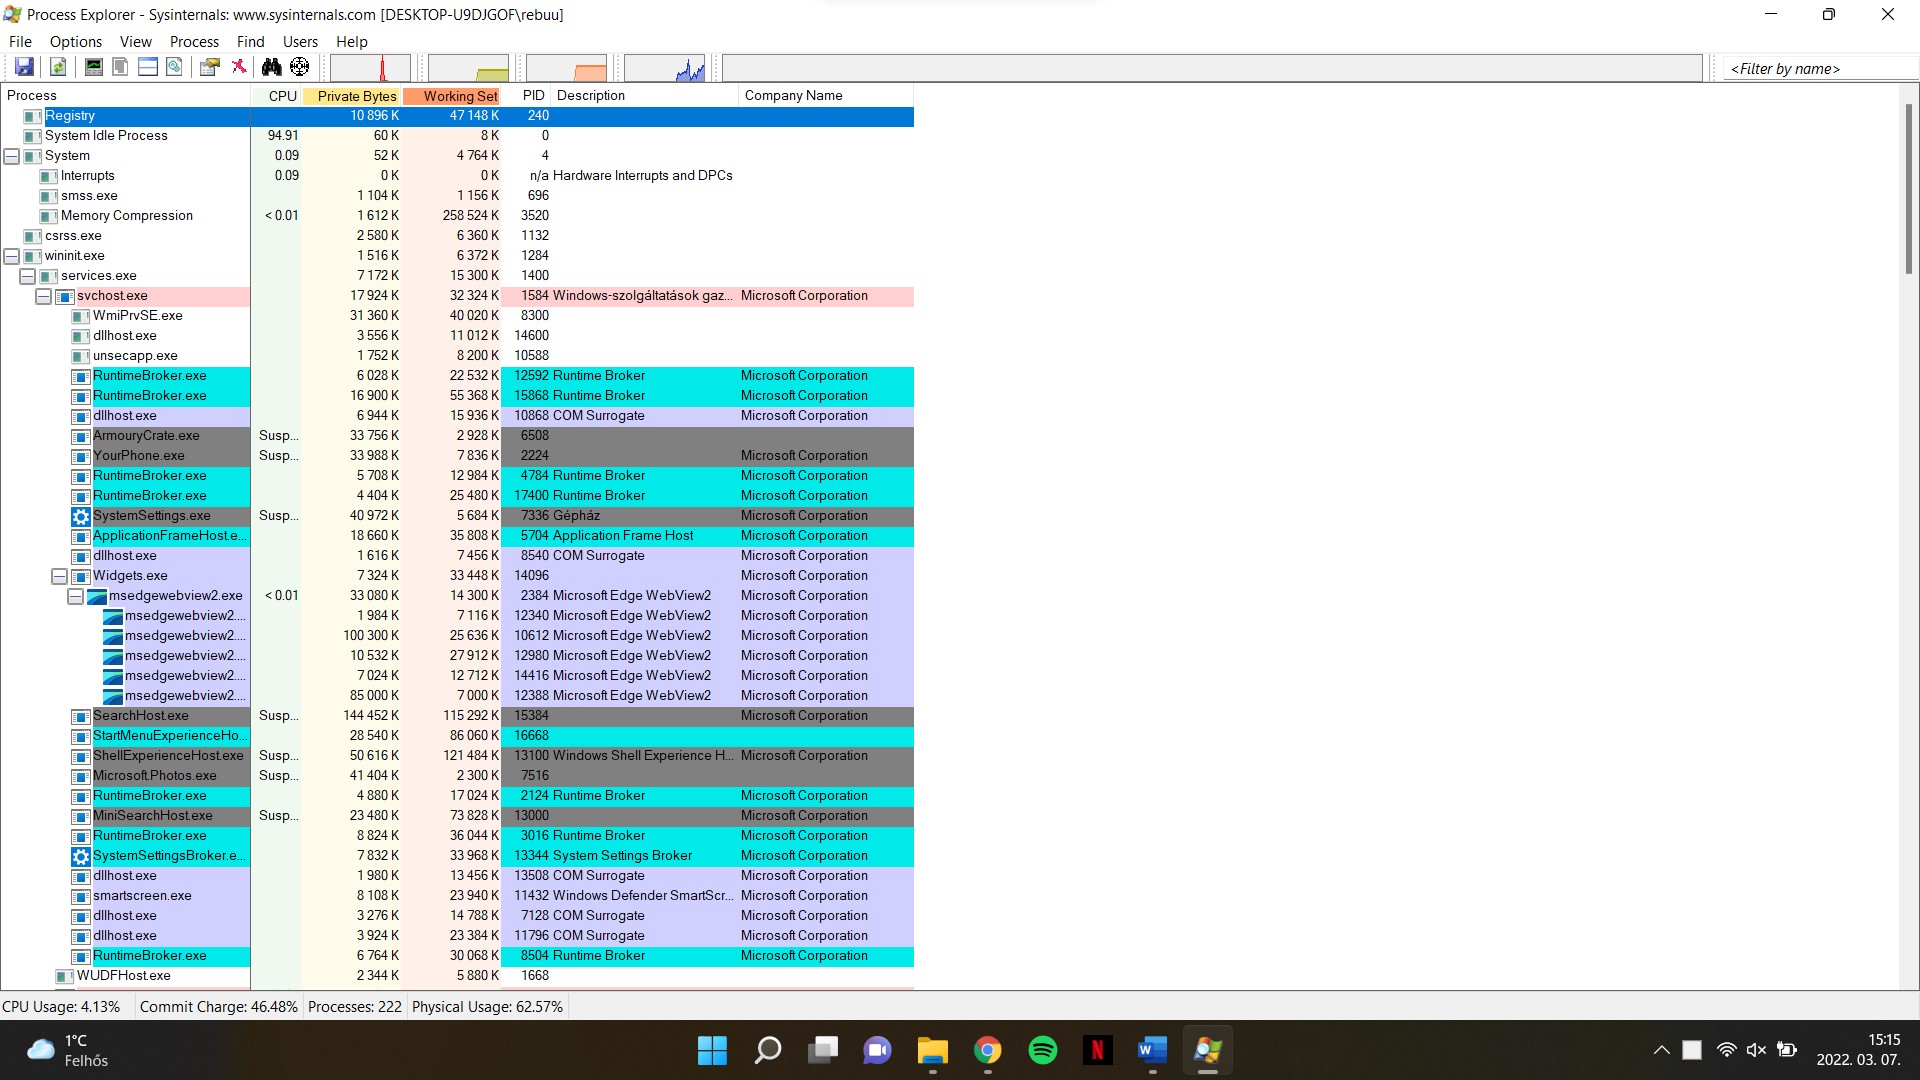 Process Explorer - Sysinternals: www.sysinternals.com [DESKTOP-U9DJGOF\rebuu]
File Options View Process Find Users Help
<Filter by name>
Process CPU Private Bytes Working Set PID Description Company Name
Registry 10 896 K 47 148 K 240
System Idle Process 94.91 60 K 8 K 0
System 0.09 52 K 4 764 K 4
Interrupts 0.09 0 K 0 K n/a Hardware Interrupts and DPCs
smss.exe 1 104 K 1 156 K 696
Memory Compression < 0.01 1 612 K 258 524 K 3520
csrss.exe 2 580 K 6 360 K 1132
wininit.exe 1 516 K 6 372 K 1284
services.exe 7 172 K 15 300 K 1400
svchost.exe 17 924 K 32 324 K 1584 Windows-szolgáltatások gaz... Microsoft Corporation
WmiPrvSE.exe 31 360 K 40 020 K 8300
dllhost.exe 3 556 K 11 012 K 14600
unsecapp.exe 1 752 K 8 200 K 10588
RuntimeBroker.exe 6 028 K 22 532 K 12592 Runtime Broker Microsoft Corporation
RuntimeBroker.exe 16 900 K 55 368 K 15868 Runtime Broker Microsoft Corporation
dllhost.exe 6 944 K 15 936 K 10868 COM Surrogate Microsoft Corporation
ArmouryCrate.exe Susp... 33 756 K 2 928 K 6508
YourPhone.exe Susp... 33 988 K 7 836 K 2224 Microsoft Corporation
RuntimeBroker.exe 5 708 K 12 984 K 4784 Runtime Broker Microsoft Corporation
RuntimeBroker.exe 4 404 K 25 480 K 17400 Runtime Broker Microsoft Corporation
SystemSettings.exe Susp... 40 972 K 5 684 K 7336 Gépház Microsoft Corporation
ApplicationFrameHost.e... 18 660 K 35 808 K 5704 Application Frame Host Microsoft Corporation
dllhost.exe 1 616 K 7 456 K 8540 COM Surrogate Microsoft Corporation
Widgets.exe 7 324 K 33 448 K 14096 Microsoft Corporation
msedgewebview2.exe < 0.01 33 080 K 14 300 K 2384 Microsoft Edge WebView2 Microsoft Corporation
msedgewebview2.... 1 984 K 7 116 K 12340 Microsoft Edge WebView2 Microsoft Corporation
msedgewebview2.... 100 300 K 25 636 K 10612 Microsoft Edge WebView2 Microsoft Corporation
msedgewebview2.... 10 532 K 27 912 K 12980 Microsoft Edge WebView2 Microsoft Corporation
msedgewebview2.... 7 024 K 12 712 K 14416 Microsoft Edge WebView2 Microsoft Corporation
msedgewebview2.... 85 000 K 7 000 K 12388 Microsoft Edge WebView2 Microsoft Corporation
SearchHost.exe Susp... 144 452 K 115 292 K 15384 Microsoft Corporation
StartMenuExperienceHo... 28 540 K 86 060 K 16668
ShellExperienceHost.exe Susp... 50 616 K 121 484 K 13100 Windows Shell Experience H... Microsoft Corporation
Microsoft.Photos.exe Susp... 41 404 K 2 300 K 7516
RuntimeBroker.exe 4 880 K 17 024 K 2124 Runtime Broker Microsoft Corporation
MiniSearchHost.exe Susp... 23 480 K 73 828 K 13000 Microsoft Corporation
RuntimeBroker.exe 8 824 K 36 044 K 3016 Runtime Broker Microsoft Corporation
SystemSettingsBroker.e... 7 832 K 33 968 K 13344 System Settings Broker Microsoft Corporation
dllhost.exe 1 980 K 13 456 K 13508 COM Surrogate Microsoft Corporation
smartscreen.exe 8 108 K 23 940 K 11432 Windows Defender SmartScr... Microsoft Corporation
dllhost.exe 3 276 K 14 788 K 7128 COM Surrogate Microsoft Corporation
dllhost.exe 3 924 K 23 384 K 11796 COM Surrogate Microsoft Corporation
RuntimeBroker.exe 6 764 K 30 068 K 8504 Runtime Broker Microsoft Corporation
WUDFHost.exe 2 344 K 5 880 K 1668
CPU Usage: 4.13% Commit Charge: 46.48% Processes: 222 Physical Usage: 62.57%
1°C
Felhős
N
W
15:15
2022. 03. 07.